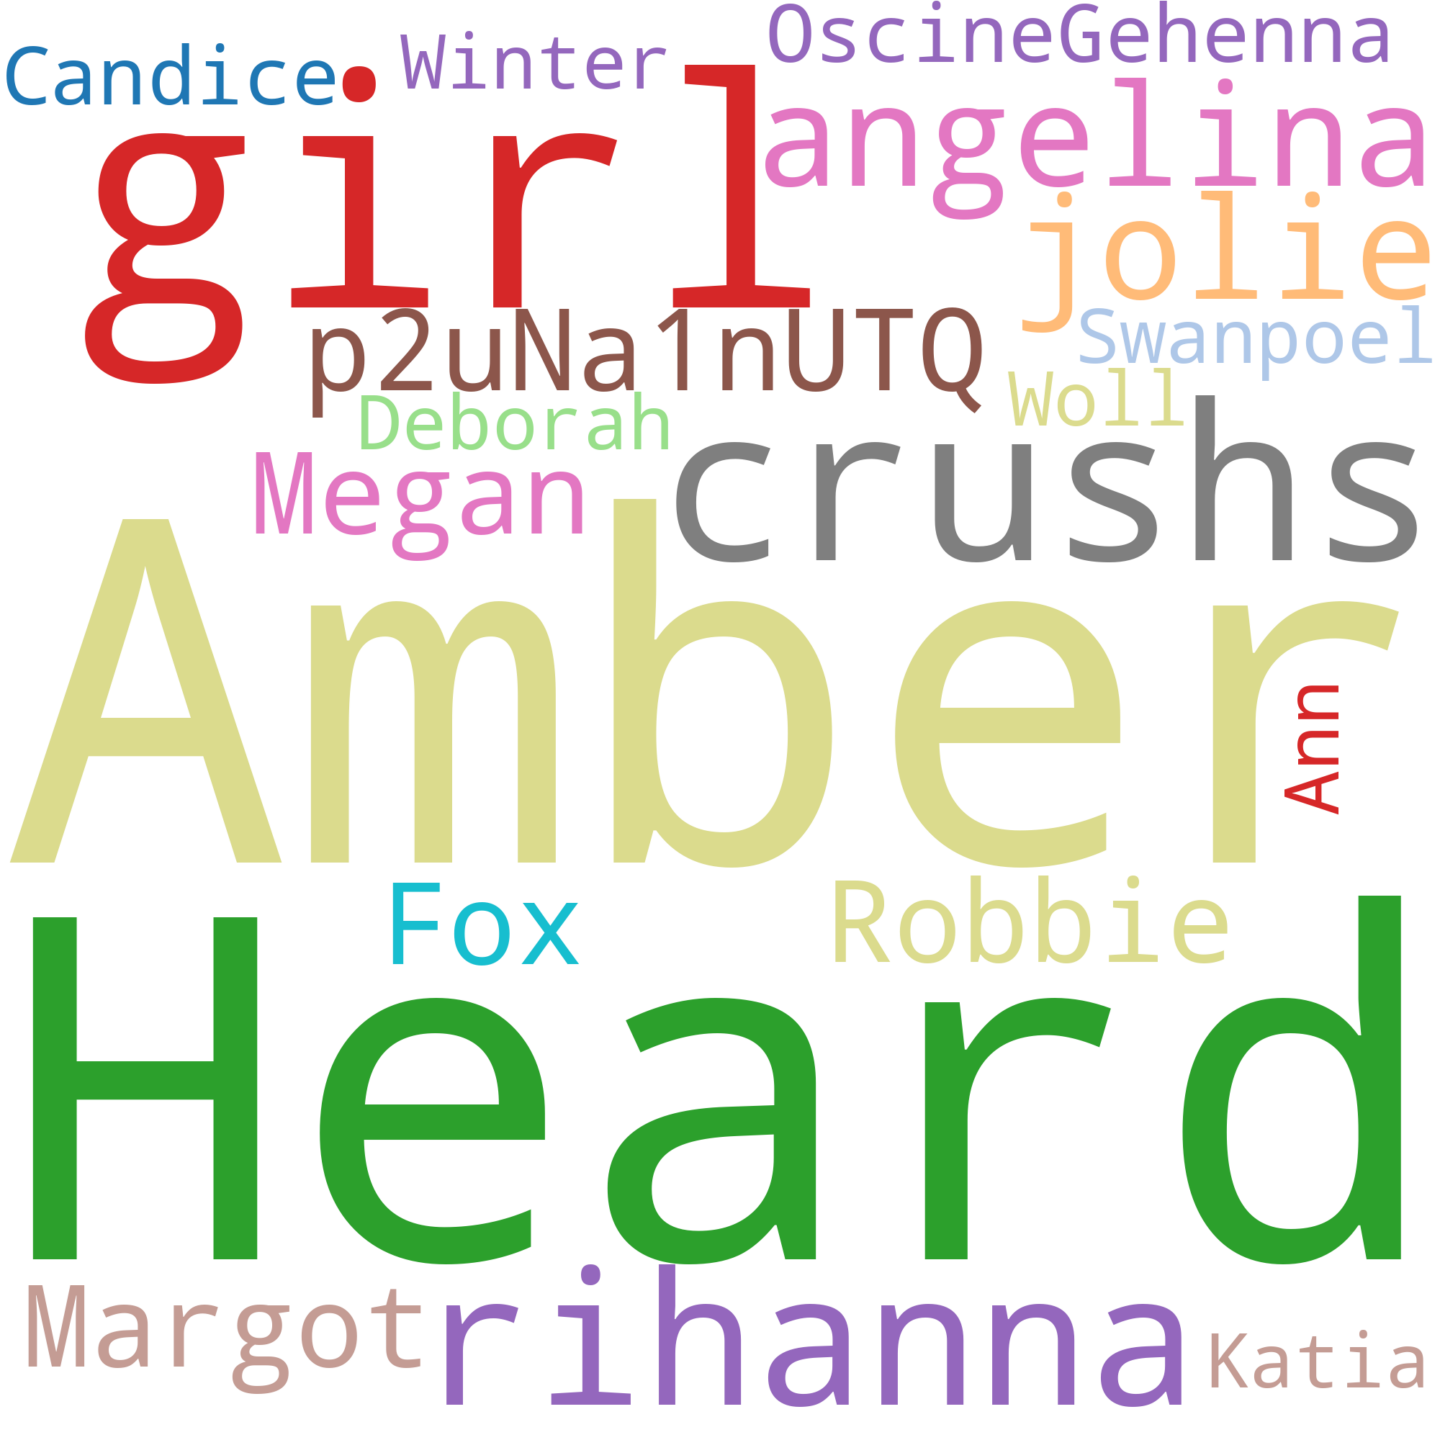 OscineGehenna
Candice Winter
girl angelina
jolie
p2uNa1nUTQ Swanpoel
Deborah Woll
Megan crushs
Amber
Ann
Fox Robbie
Heard
Margot rihanna Katia